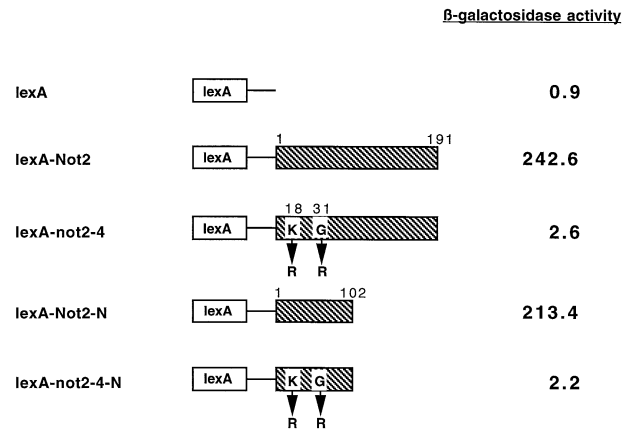 ß-galactosidase activity
lexA lexA 0.9
1 191
lexA-Not2 lexA 242.6
18 31
lexA-not2-4 lexA K G 2.6
R R
1 102
lexA-Not2-N lexA 213.4
lexA-not2-4-N lexA K G 2.2
R R